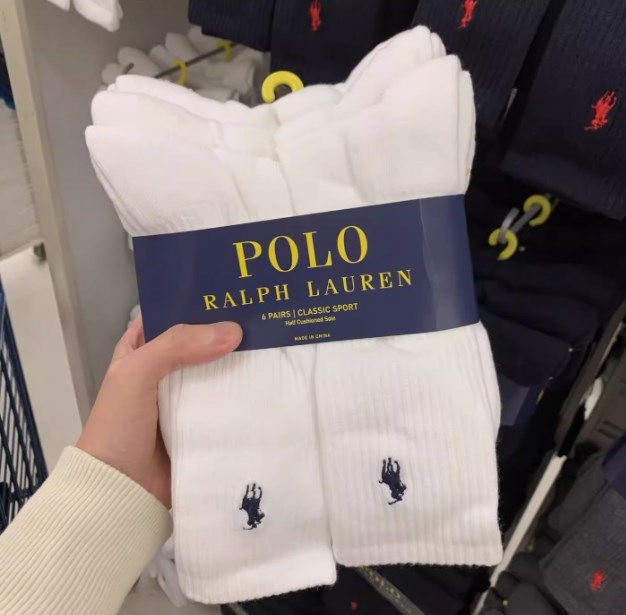 POLO
RALPH LAUREN
6 PAIRS | CLASSIC SPORT
Half Cushioned Sole
MADE IN CHINA